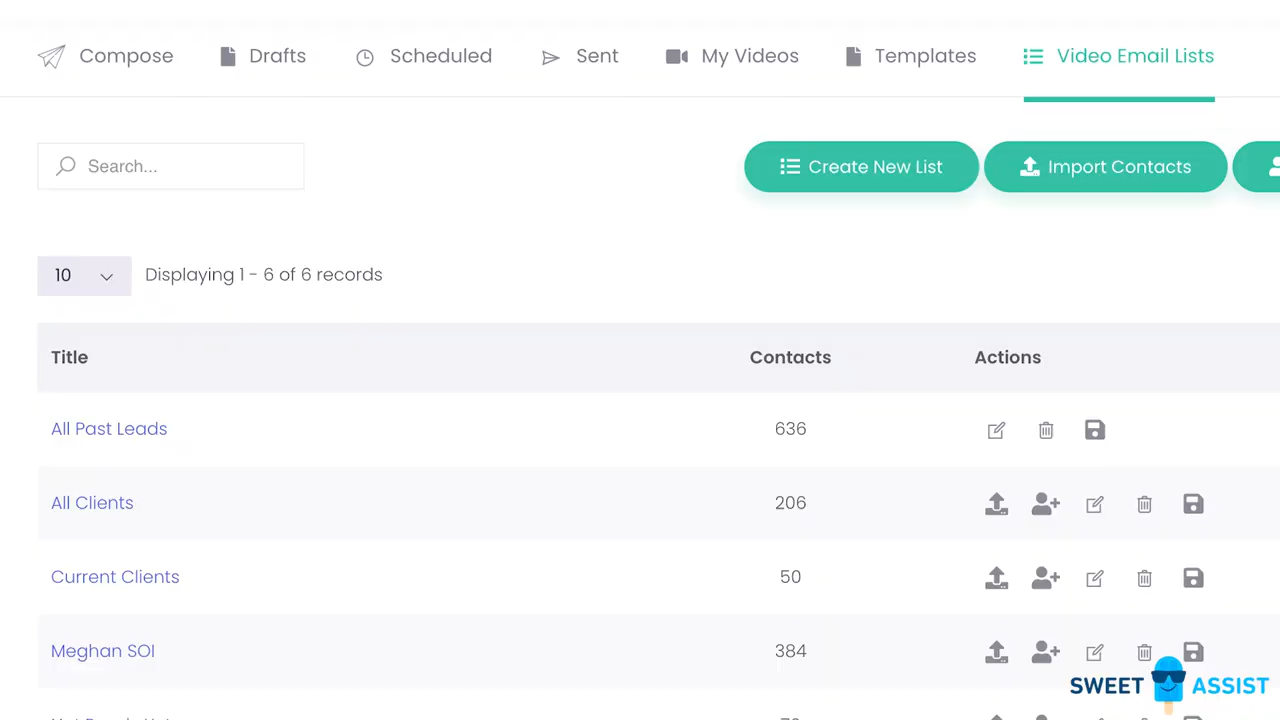 Compose Drafts Scheduled Sent My Videos Templates Video Email Lists
Search... Create New List Import Contacts
10 Displaying 1 - 6 of 6 records
Title Contacts Actions
All Past Leads 636
All Clients 206
Current Clients 50
Meghan SOI 384
SWEET ASSIST